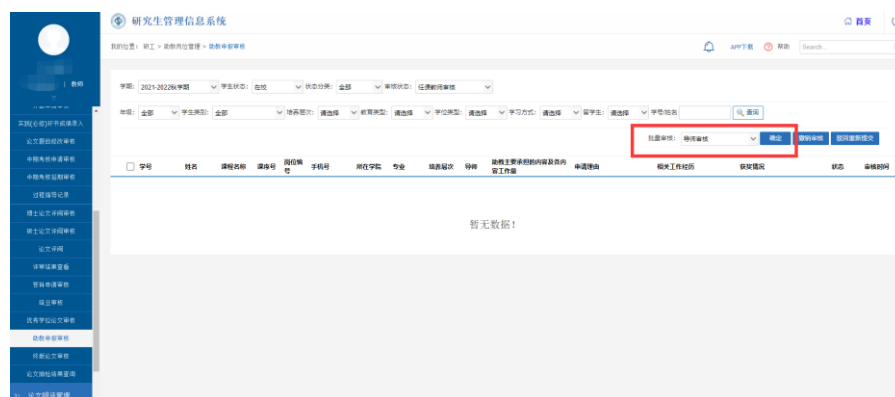 研究生管理信息系统
首页
我的位置： 研工 > 助教岗位管理 > 助教申报审核
APP下载 帮助 Search...
| 教师
学期: 2021-2022秋学期 学生状态: 在校 状态分类: 全部 审核状态: 任课教师审核
年级: 全部 学生类别: 全部 培养层次: 请选择 教育类型: 请选择 学位类型: 请选择 学习方式: 请选择 留学生: 请选择 学号/姓名 查询
批量审核: 导师审核 确定 撤销审核 驳回重新提交
学号 姓名 课程名称 课序号 岗位编号 手机号 所在学院 专业 培养层次 导师 助教主要承担的内容及各内容工作量 申请理由 相关工作经历 获奖情况 状态 审核时间
暂无数据!
论文题目修改审核
中期考核申请审核
中期考核延期审核
过程指导记录
博士论文评阅审核
硕士论文评阅审核
论文评阅
评审结果查看
答辩申请审核
成果审核
优秀学位论文审核
助教申报审核
终版论文审核
论文抽检结果查询
论文错误管理